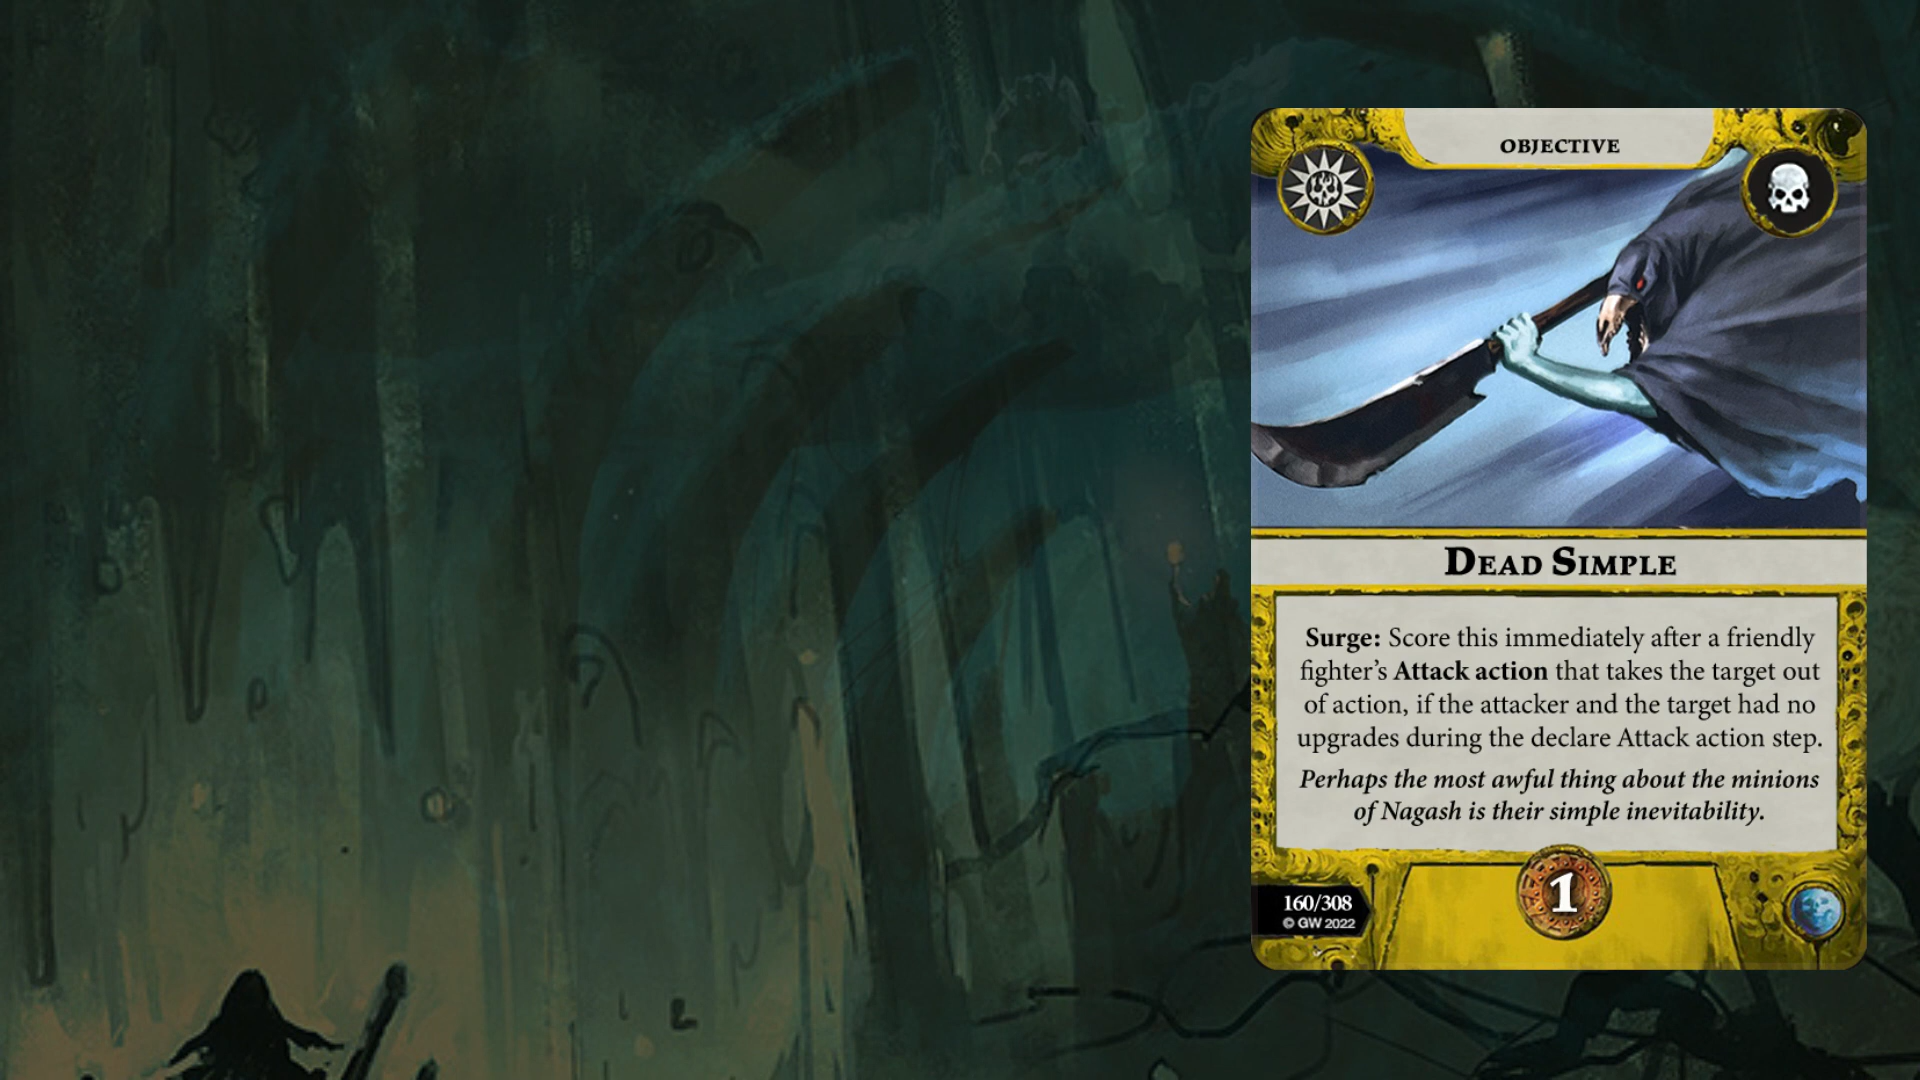 OBJECTIVE
DEAD SIMPLE
Surge: Score this immediately after a friendly
fighter’s Attack action that takes the target out
of action, if the attacker and the target had no
upgrades during the declare Attack action step.
Perhaps the most awful thing about the minions
of Nagash is their simple inevitability.
1
160/308
© GW 2022